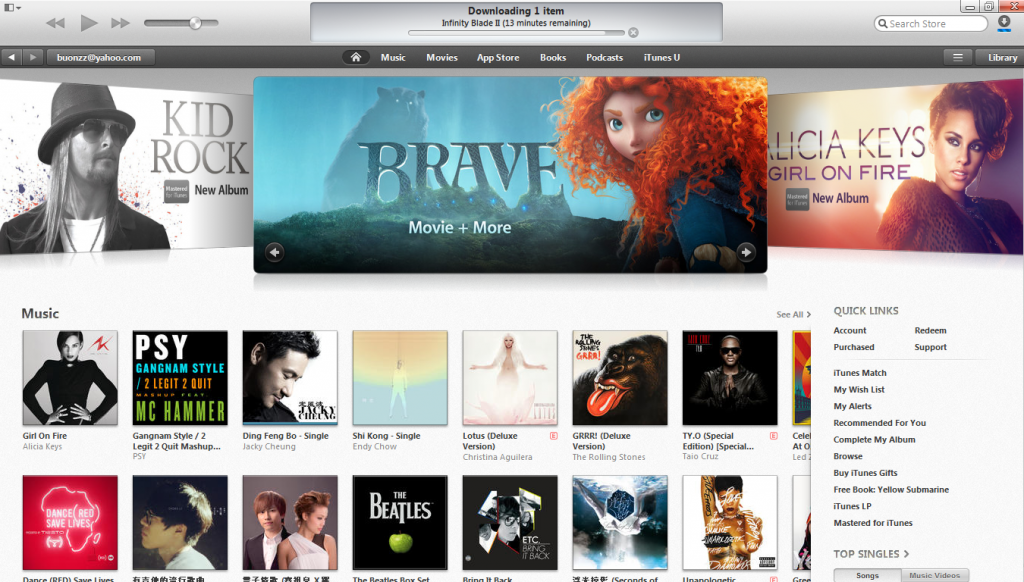 Downloading 1 item
Infinity Blade II (13 minutes remaining)
Search Store
buonzz@yahoo.com
Music
Movies
App Store
Books
Podcasts
iTunes U
Library
KID
ROCK
Mastered for iTunes
New Album
BRAVE
Movie + More
ALICIA KEYS
GIRL ON FIRE
Mastered for iTunes
New Album
Music
See All >
PSY
GANGNAM STYLE
/ 2 LEGIT 2 QUIT
MASHUP FEAT.
MC HAMMER
JACKY
CHEUNG
THE
ROLLING
STONES
GRRR!
Girl On Fire
Alicia Keys
Gangnam Style / 2
Legit 2 Quit Mashup...
PSY
Ding Feng Bo - Single
Jacky Cheung
Shi Kong - Single
Endy Chow
Lotus (Deluxe
Version)
Christina Aguilera
GRRR! (Deluxe
Version)
The Rolling Stones
TY.O (Special
Edition) [Special...
Taio Cruz
Celeb
At O
Led Z
DANCE (RED)
SAVE LIVES
THE
BEATLES
ETC
BRING
IT BACK
Dance (RED) Save Lives
The Beatles Box Set
Bring It Back
Unapologetic
QUICK LINKS
Account
Redeem
Purchased
Support
iTunes Match
My Wish List
My Alerts
Recommended For You
Complete My Album
Browse
Buy iTunes Gifts
Free Book: Yellow Submarine
iTunes LP
Mastered for iTunes
TOP SINGLES >
Songs
Music Videos